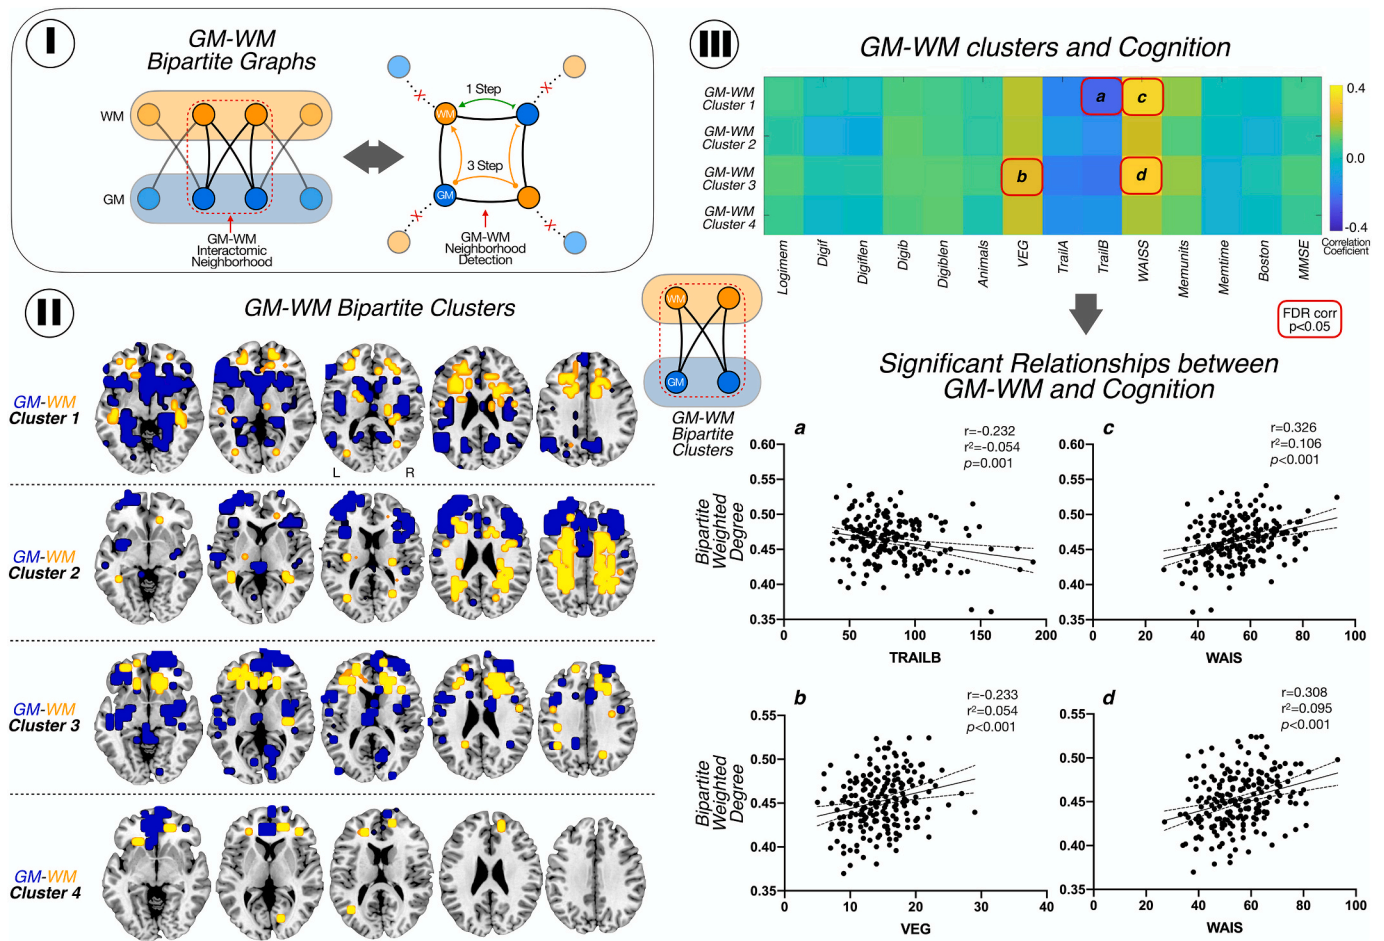 I
GM-WM
Bipartite Graphs
WM
GM
GM-WM
Interactomic
Neighborhood
X
X
1 Step
WM
3 Step
GM
X
X
GM-WM
Neighborhood
Detection
II
GM-WM Bipartite Clusters
GM-WM
Cluster 1
L
R
GM-WM
Cluster 2
GM-WM
Cluster 3
GM-WM
Cluster 4
WM
GM
GM-WM
Bipartite
Clusters
III
GM-WM clusters and Cognition
GM-WM
Cluster 1
GM-WM
Cluster 2
GM-WM
Cluster 3
GM-WM
Cluster 4
a
c
b
d
0.4
0.0
-0.4
Correlation
Coeficient
Logimem
Digif
Digiflen
Digib
Digiblen
Animals
VEG
TrailA
TrailB
WAISS
Memunits
Memtime
Boston
MMSE
FDR corr
p<0.05
Significant Relationships between
GM-WM and Cognition
a
r=-0.232
r²=-0.054
p=0.001
Bipartite
Weighted
Degree
0.60
0.55
0.50
0.45
0.40
0.35
0
50
100
150
200
TRAILB
c
r=0.326
r²=0.106
p<0.001
0.60
0.55
0.50
0.45
0.40
0.35
0
20
40
60
80
100
WAIS
b
r=-0.233
r²=0.054
p<0.001
Bipartite
Weighted
Degree
0.55
0.50
0.45
0.40
0.35
0
10
20
30
40
VEG
d
r=0.308
r²=0.095
p<0.001
0.55
0.50
0.45
0.40
0.35
0
20
40
60
80
100
WAIS